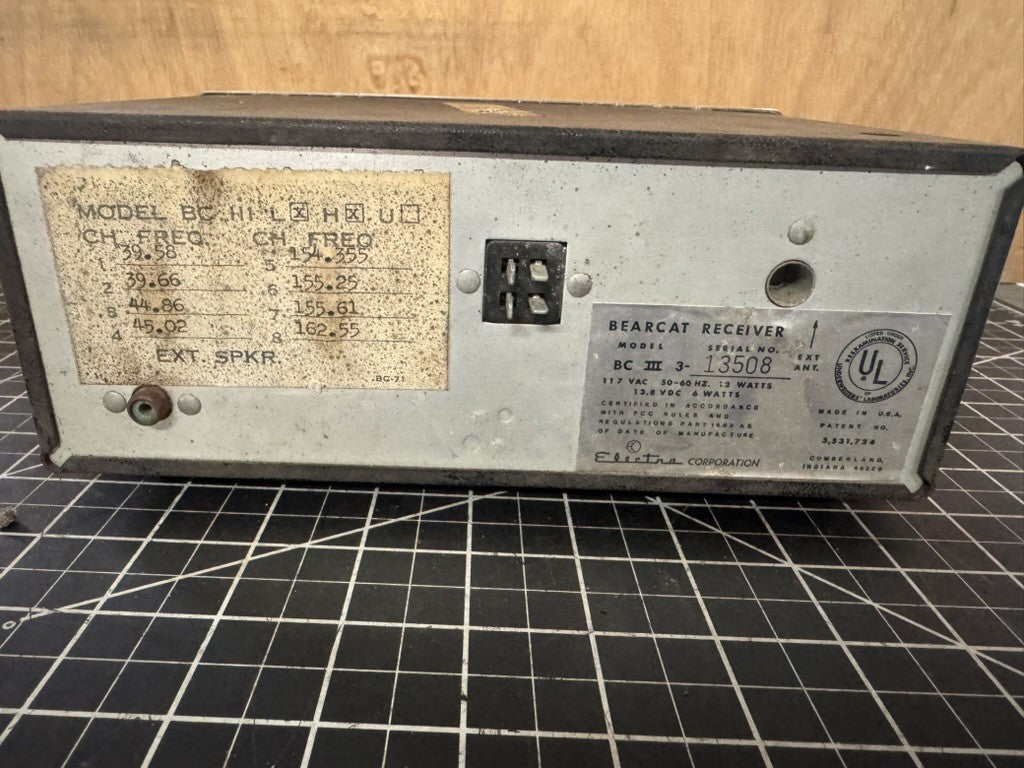 MODEL BC III L ☒ H ☒ U ☐
CH. FREQ. CH. FREQ
1 39.58 5 154.355
2 39.66 6 155.25
3 44.86 7 155.61
4 45.02 8 162.55
EXT. SPKR.
BC-71
BEARCAT RECEIVER
MODEL SERIAL NO.
BC III 3-13508
117 VAC 50-60 HZ. 12 WATTS
13.8 VDC 6 WATTS
CERTIFIED IN ACCORDANCE
WITH FCC RULES AND
REGULATIONS PART 15.63 AS
OF DATE OF MANUFACTURE
Electra CORPORATION
EXT
ANT.
UL
MADE IN U.S.A.
PATENT NO.
3,531,724
CUMBERLAND,
INDIANA